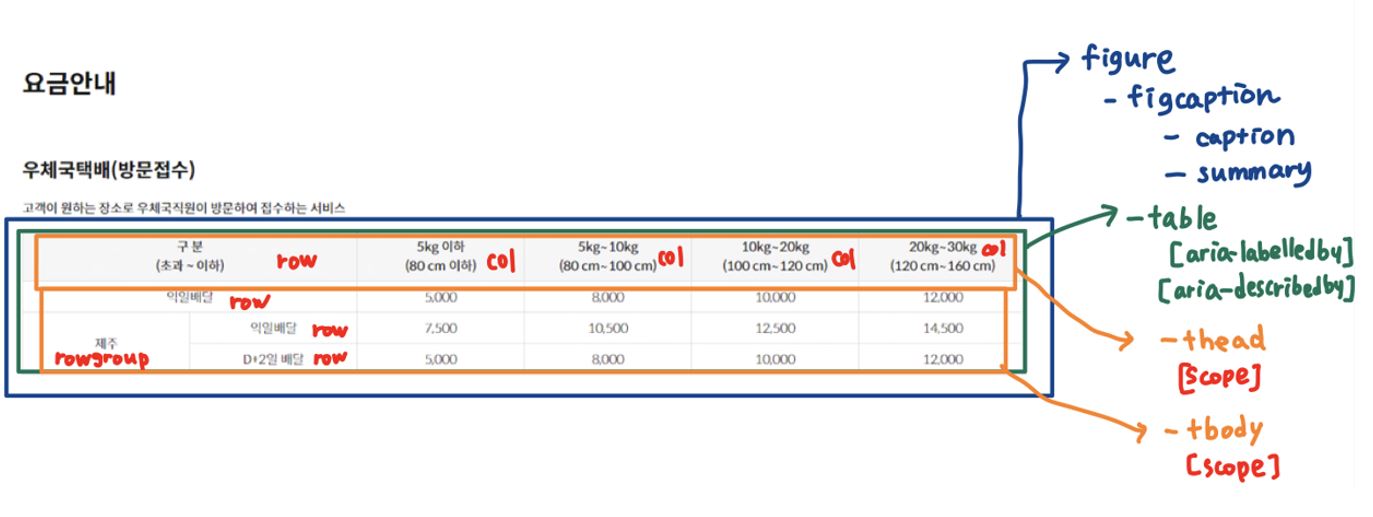 요금안내
우체국택배(방문접수)
고객이 원하는 장소로 우체국직원이 방문하여 접수하는 서비스
구 분
(초과 ~ 이하)
row
5kg 이하
(80 cm 이하)
col
5kg~10kg
(80 cm~100 cm)
col
10kg~20kg
(100 cm~120 cm)
col
20kg~30kg
(120 cm~160 cm)
col
익일배달 row 5,000 8,000 10,000 12,000
제주
rowgroup
익일배달 row 7,500 10,500 12,500 14,500
D+2일 배달 row 5,000 8,000 10,000 12,000
figure
- figcaption
- caption
- summary
- table
[aria-labelledby]
[aria-describedby]
- thead
[scope]
- tbody
[scope]